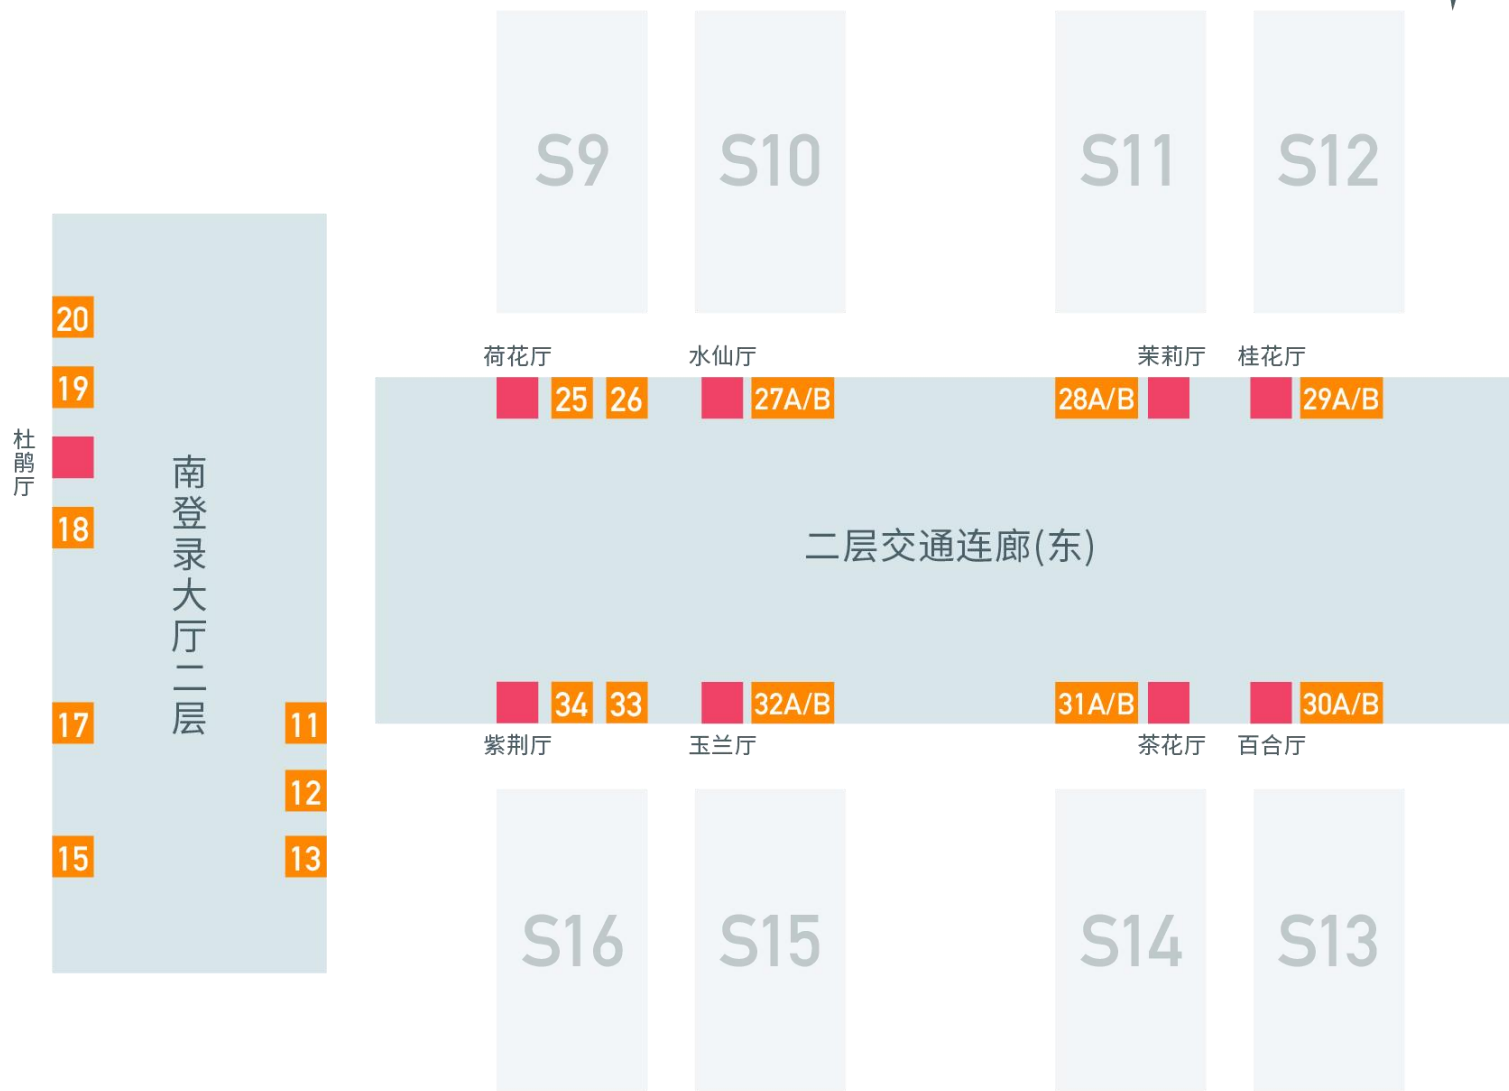 S9
S10
S11
S12
20
19
杜鹃厅
18
17
15
南登录大厅二层
11
12
13
荷花厅
水仙厅
茉莉厅
桂花厅
25
26
27A/B
28A/B
29A/B
二层交通连廊(东)
34
33
32A/B
31A/B
30A/B
紫荆厅
玉兰厅
茶花厅
百合厅
S16
S15
S14
S13